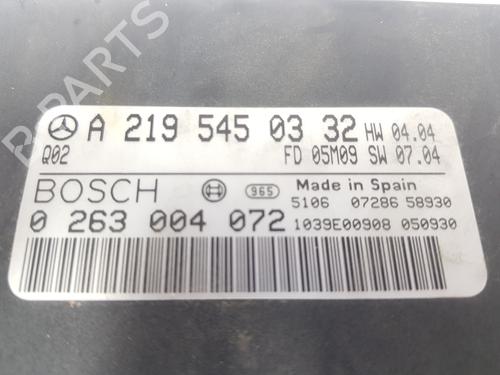 B-PARTS
A 219 545 03 32 HW 04.04
Q02 FD 05M09 SW 07.04
BOSCH 965 Made in Spain
5106 07286 58930
0 263 004 072 1039E00908 050930